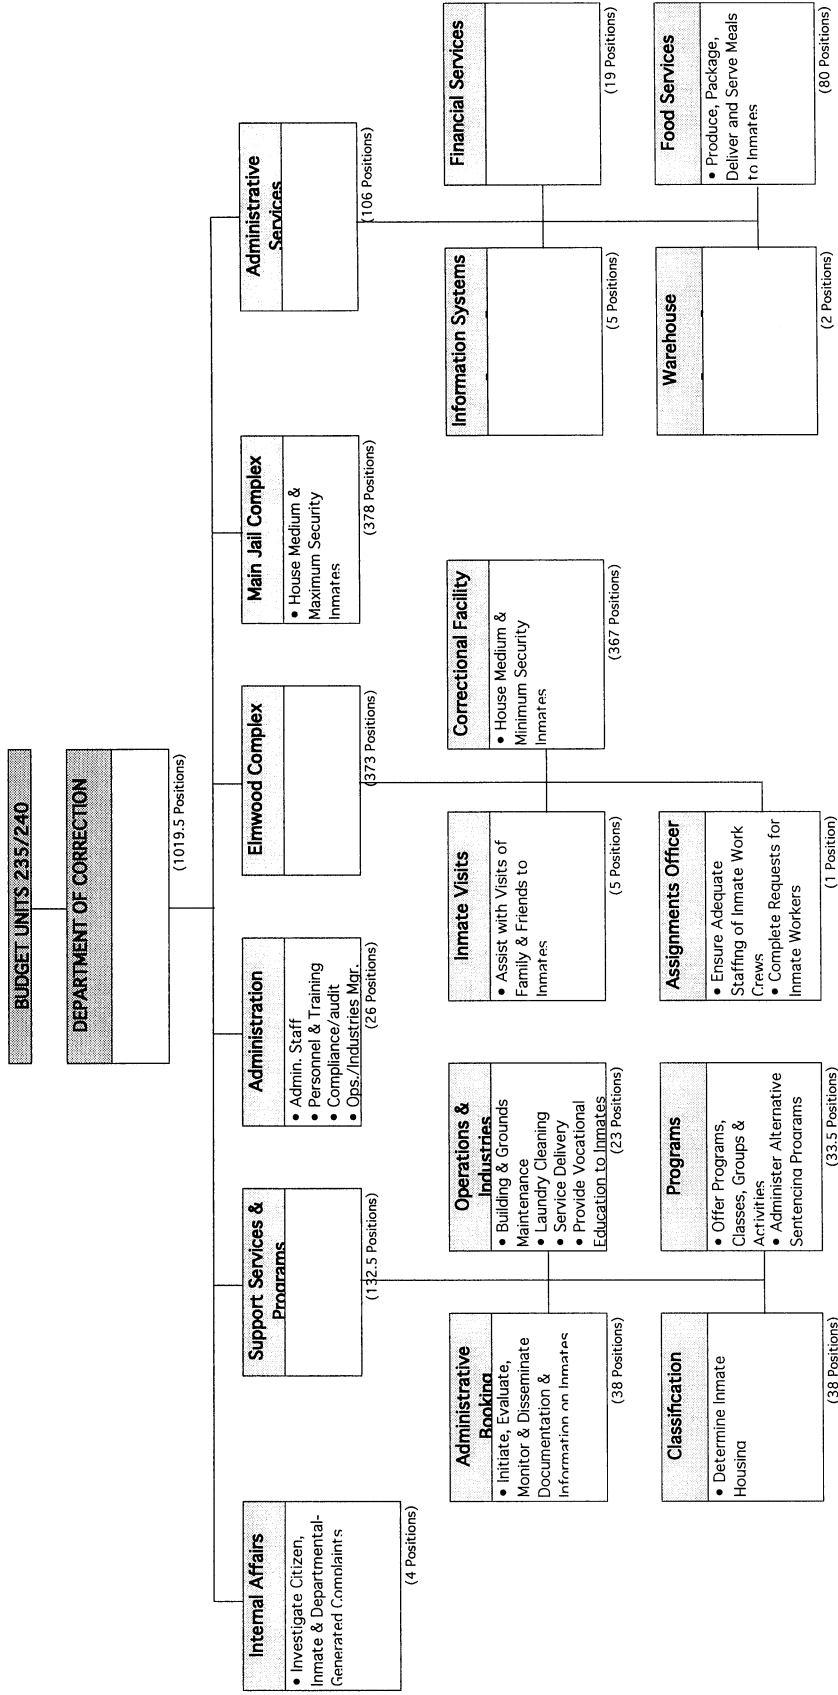 BUDGET UNITS 235/240
DEPARTMENT OF CORRECTION
(1019.5 Positions)
Internal Affairs
• Investigate Citizen,
Inmate & Departmental-
Generated Complaints
(4 Positions)
Support Services &
Programs
(132.5 Positions)
Administration
• Admin. Staff
• Personnel & Training
• Compliance/audit
• Ops./Industries Mgr.
(26 Positions)
Elmwood Complex
(373 Positions)
Main Jail Complex
• House Medium &
Maximum Security
Inmates
(378 Positions)
Administrative
Services
(106 Positions)
Administrative
Booking
• Initiate, Evaluate,
Monitor & Disseminate
Documentation &
Information on Inmates
(38 Positions)
Operations &
Industries
• Building & Grounds
Maintenance
• Laundry Cleaning
• Service Delivery
• Provide Vocational
Education to Inmates
(23 Positions)
Inmate Visits
• Assist with Visits of
Family & Friends to
Inmates
(5 Positions)
Correctional Facility
• House Medium &
Minimum Security
Inmates
(367 Positions)
Information Systems
(5 Positions)
Financial Services
(19 Positions)
Classification
• Determine Inmate
Housing
(38 Positions)
Programs
• Offer Programs,
Classes, Groups &
Activities
• Administer Alternative
Sentencing Programs
(33.5 Positions)
Assignments Officer
• Ensure Adequate
Staffing of Inmate Work
Crews
• Complete Requests for
Inmate Workers
(1 Position)
Warehouse
(2 Positions)
Food Services
• Produce, Package,
Deliver and Serve Meals
to Inmates
(80 Positions)